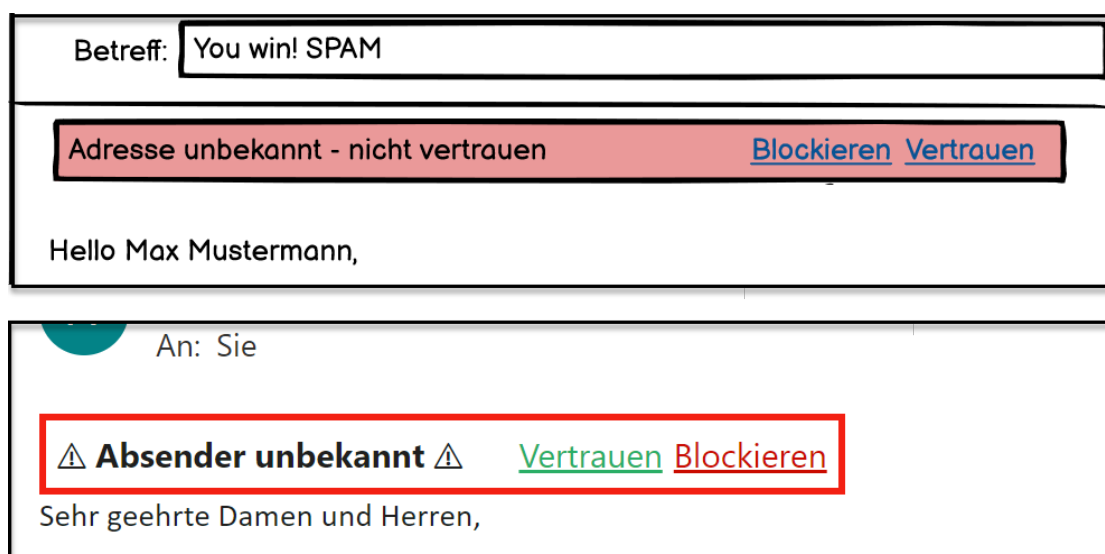 Betreff: You win! SPAM
Adresse unbekannt - nicht vertrauen Blockieren Vertrauen
Hello Max Mustermann,
An: Sie
⚠ Absender unbekannt ⚠ Vertrauen Blockieren
Sehr geehrte Damen und Herren,